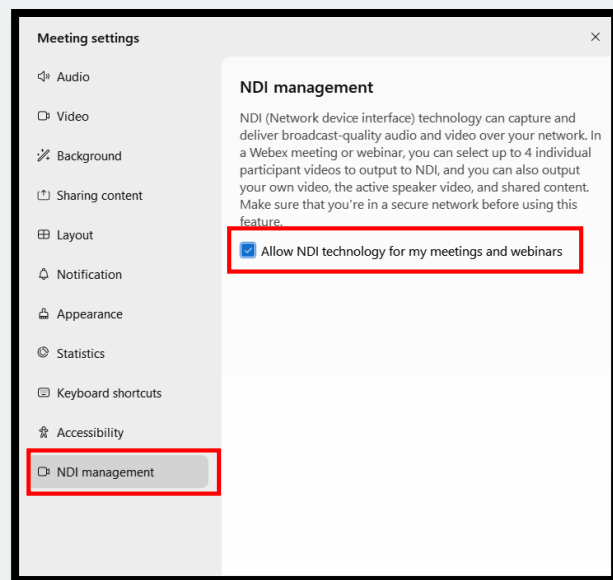 Meeting settings
Audio
Video
Background
Sharing content
Layout
Notification
Appearance
Statistics
Keyboard shortcuts
Accessibility
NDI management
NDI management
NDI (Network device interface) technology can capture and
deliver broadcast-quality audio and video over your network. In
a Webex meeting or webinar, you can select up to 4 individual
participant videos to output to NDI, and you can also output
your own video, the active speaker video, and shared content.
Make sure that you're in a secure network before using this
feature.
Allow NDI technology for my meetings and webinars